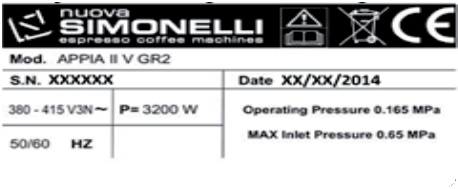 nuova
SIMONELLI
espresso coffee machines
CE
Mod. APPIA II V GR2
S.N. XXXXXX
Date XX/XX/2014
380 - 415 V3N~ P= 3200 W
Operating Pressure 0.165 MPa
50/60 HZ
MAX Inlet Pressure 0.65 MPa